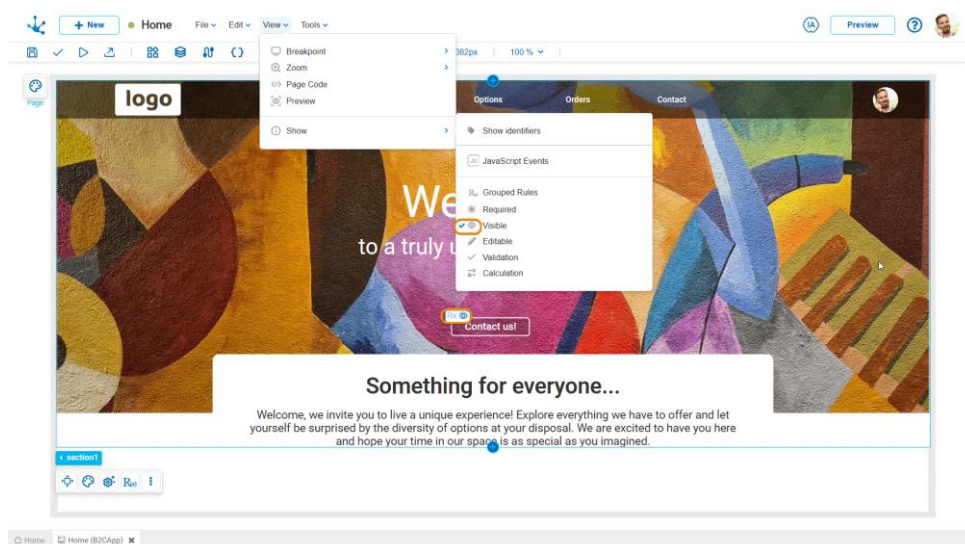 + New
Home
File
Edit
View
Tools
IA
Preview
?
382px
100 %
Page
logo
Breakpoint
Zoom
Page Code
Preview
Show
Options
Orders
Contact
Show identifiers
JS JavaScript Events
Grouped Rules
Required
Visible
Editable
Validation
Calculation
We
to a truly u
Rx
Contact us!
Something for everyone...
Welcome, we invite you to live a unique experience! Explore everything we have to offer and let
yourself be surprised by the diversity of options at your disposal. We are excited to have you here
and hope your time in our space is as special as you imagined.
section1
R(x)
Home
Home (B2CApp)